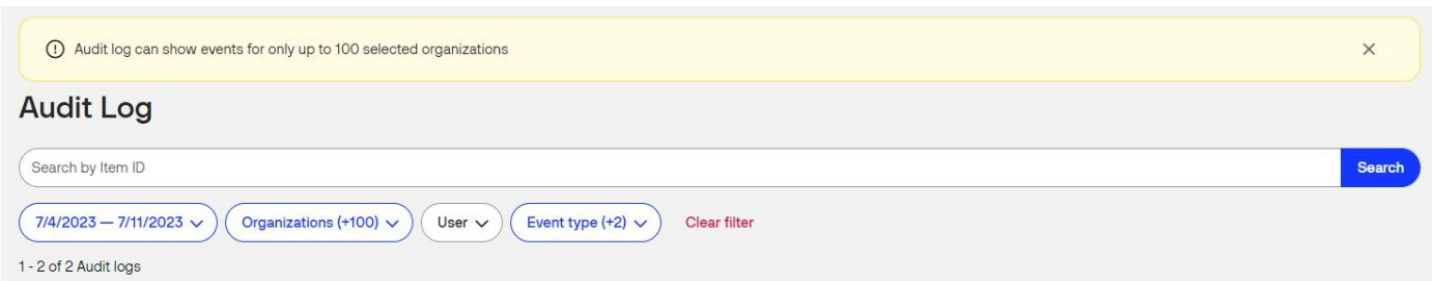 Audit log can show events for only up to 100 selected organizations
Audit Log
Search by Item ID
Search
7/4/2023 — 7/11/2023
Organizations (+100)
User
Event type (+2)
Clear filter
1 - 2 of 2 Audit logs